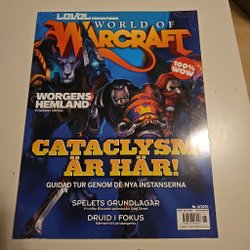 LEVEL
WORLD OF
WARCRAFT
100%
WOW
WORGENS
HEMLAND
CATACLYSM
ÄR HÄR!
GUIDAD TUR GENOM DE NYA INSTANSERNA
SPELETS GRUNDLAGAR
DRUID I FOKUS